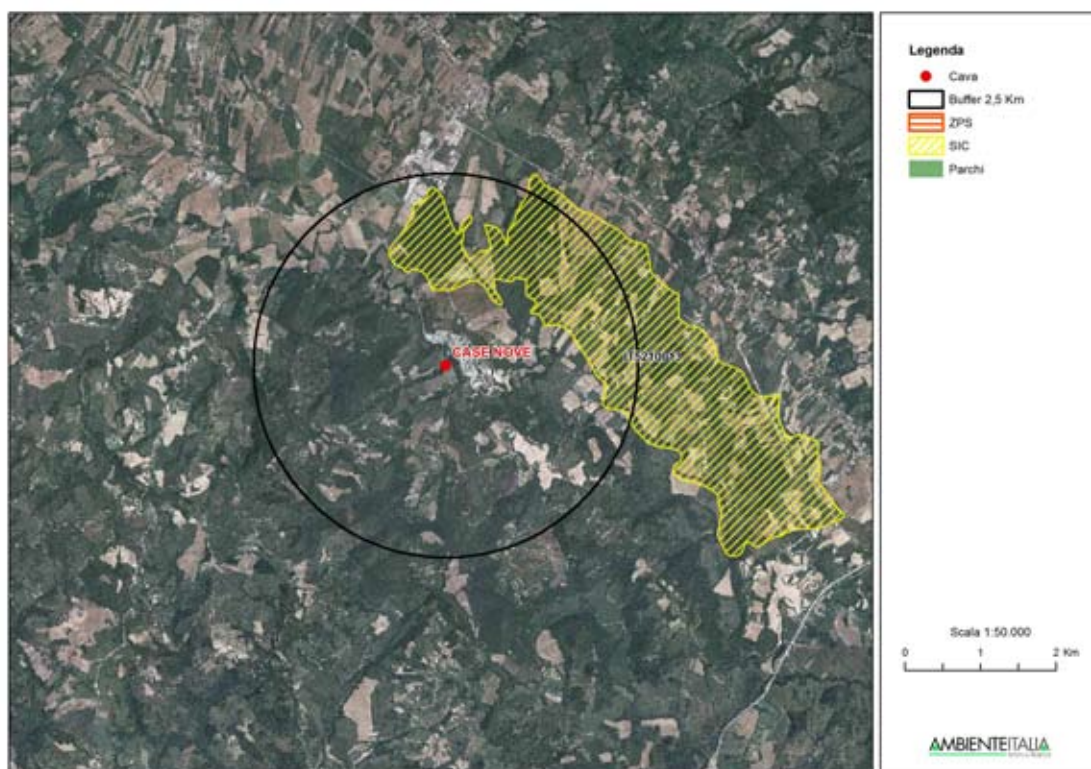 Legenda
Cava
Buffer 2,5 Km
ZPS
SIC
Parchi
CASE NOVE
Scala 1:50.000
0 1 2 Km
AMBIENTEITALIA